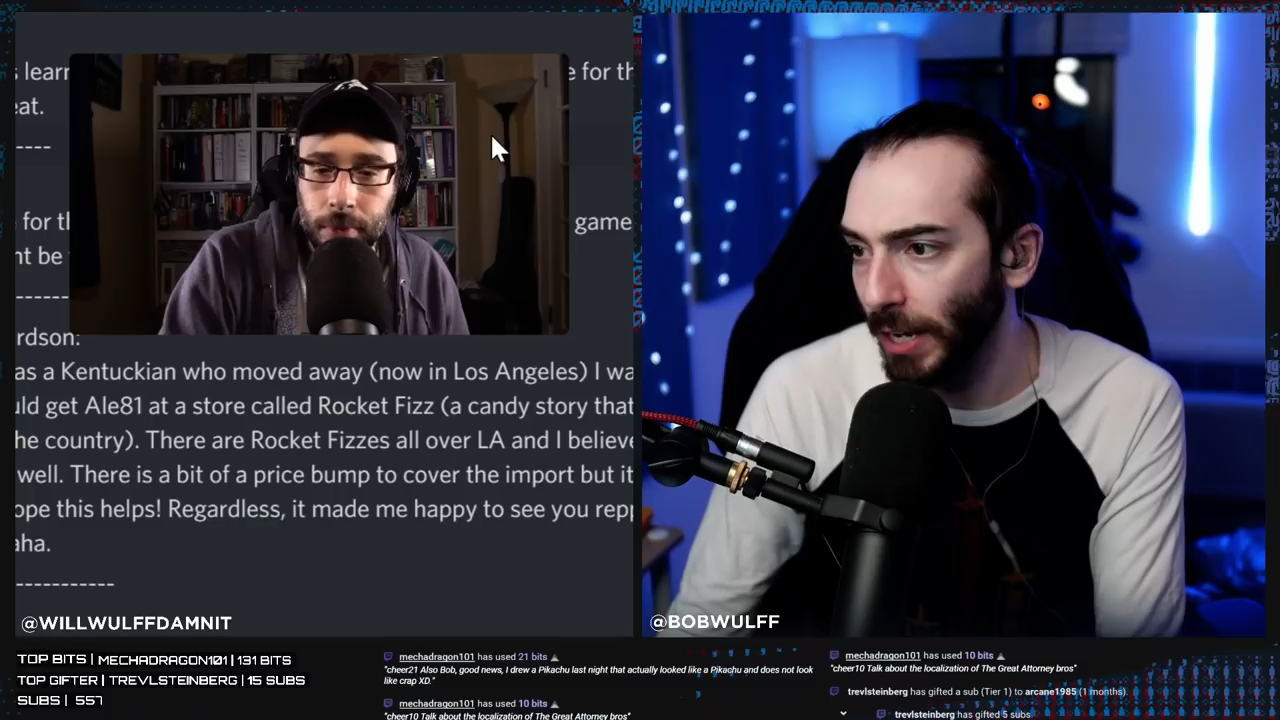 s learn
e for th
eat.
----
for th
game
nt be
-------
rdson:
as a Kentuckian who moved away (now in Los Angeles) I wa
uld get Ale81 at a store called Rocket Fizz (a candy story that
he country). There are Rocket Fizzes all over LA and I believe
well. There is a bit of a price bump to cover the import but it
ope this helps! Regardless, it made me happy to see you repp
aha.
------------
@WILLWULFFDAMNIT
@BOBWULFF
TOP BITS | MECHADRAGON101 | 131 BITS
TOP GIFTER | TREVLSTEINBERG | 15 SUBS
SUBS | 557
mechadragon101 has used 21 bits
"cheer21 Also Bob, good news, I drew a Pikachu last night that actually looked like a Pikachu and does not look
like crap XD."
mechadragon101 has used 10 bits
"cheer10 Talk about the localization of The Great Attorney bros"
mechadragon101 has used 10 bits
"cheer10 Talk about the localization of The Great Attorney bros"
trevlsteinberg has gifted a sub (Tier 1) to arcane1985 (1 months).
trevlsteinberg has gifted 5 subs